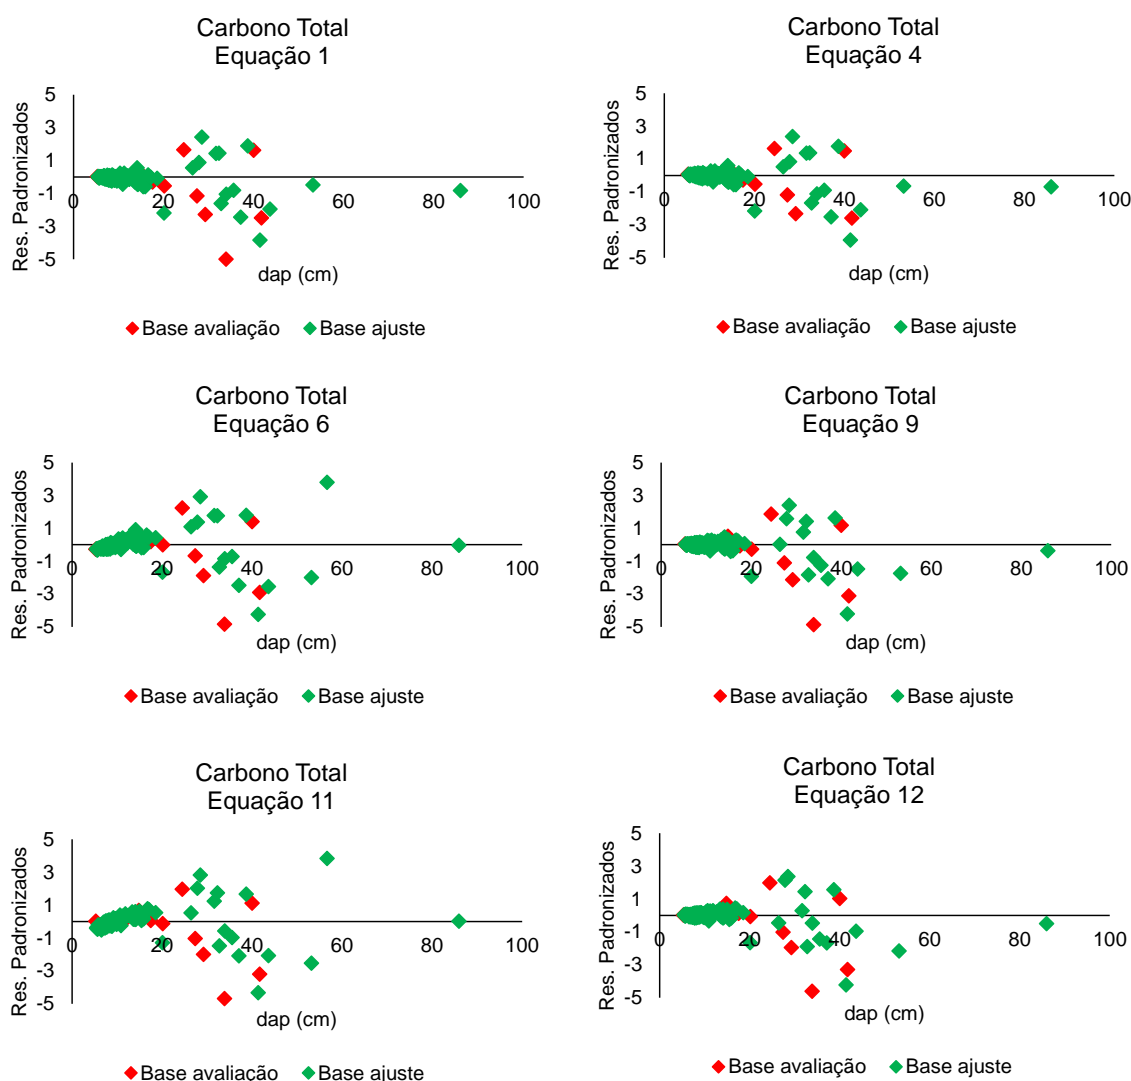 Carbono Total
Equação 1
5
3
1
-1
-3
-5
0
20
40
60
80
100
Res. Padronizados
dap (cm)
Base avaliação
Base ajuste
Carbono Total
Equação 4
5
3
1
-1
-3
-5
0
20
40
60
80
100
Res. Padronizados
dap (cm)
Base avaliação
Base ajuste
Carbono Total
Equação 6
5
3
1
-1
-3
-5
0
20
40
60
80
100
Res. Padronizados
dap (cm)
Base avaliação
Base ajuste
Carbono Total
Equação 9
5
3
1
-1
-3
-5
0
20
40
60
80
100
Res. Padronizados
dap (cm)
Base avaliação
Base ajuste
Carbono Total
Equação 11
5
3
1
-1
-3
-5
0
20
40
60
80
100
Res. Padronizados
dap (cm)
Base avaliação
Base ajuste
Carbono Total
Equação 12
5
3
1
-1
-3
-5
0
20
40
60
80
100
Res. Padronizados
dap (cm)
Base avaliação
Base ajuste